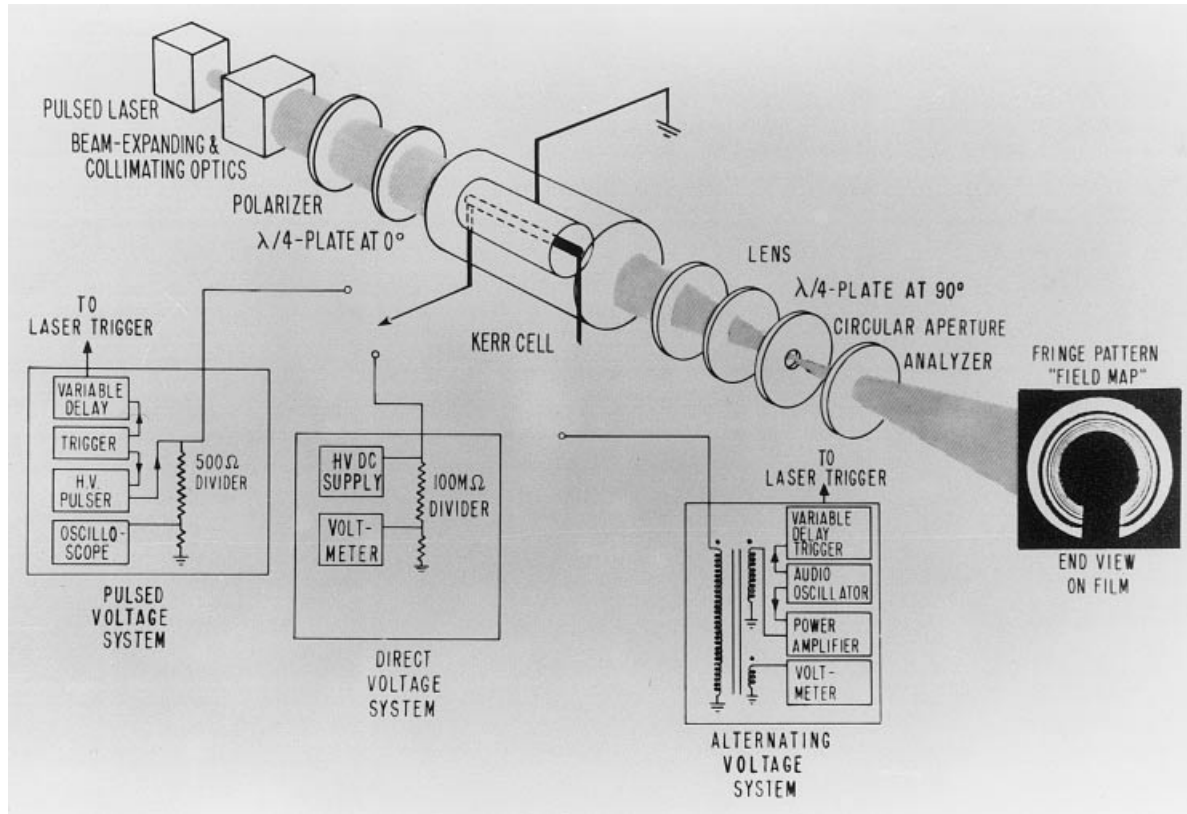 PULSED LASER
BEAM-EXPANDING &
COLLIMATING OPTICS
POLARIZER
λ/4-PLATE AT 0°
KERR CELL
LENS
λ/4-PLATE AT 90°
CIRCULAR APERTURE
ANALYZER
FRINGE PATTERN
"FIELD MAP"
END VIEW
ON FILM
TO
LASER TRIGGER
VARIABLE
DELAY
TRIGGER
H.V.
PULSER
OSCILLO-
SCOPE
500Ω
DIVIDER
PULSED
VOLTAGE
SYSTEM
HV DC
SUPPLY
VOLT-
METER
100MΩ
DIVIDER
DIRECT
VOLTAGE
SYSTEM
TO
LASER TRIGGER
VARIABLE
DELAY
TRIGGER
AUDIO
OSCILLATOR
POWER
AMPLIFIER
VOLT-
METER
ALTERNATING
VOLTAGE
SYSTEM